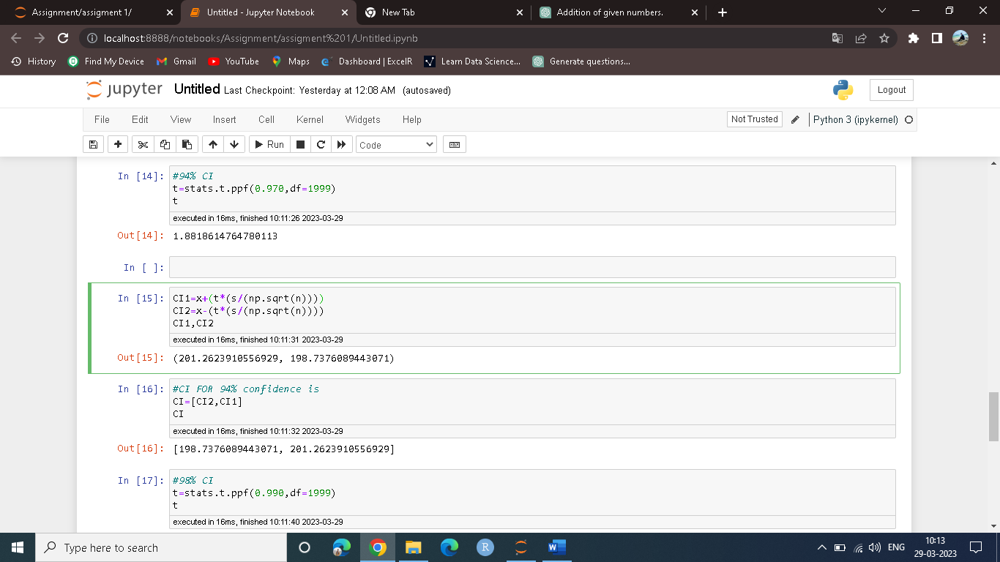 Assignment/assigment 1/
Untitled - Jupyter Notebook
New Tab
Addition of given numbers.
localhost:8888/notebooks/Assignment/assigment%201/Untitled.ipynb
History
Find My Device
Gmail
YouTube
Maps
Dashboard | ExcelR
Learn Data Science...
Generate questions...
jupyter Untitled Last Checkpoint: Yesterday at 12:08 AM (autosaved)
Logout
File Edit View Insert Cell Kernel Widgets Help
Not Trusted
Python 3 (ipykernel)
Run
Code
In [14]:
#94% CI
t=stats.t.ppf(0.970,df=1999)
t
executed in 16ms, finished 10:11:26 2023-03-29
Out[14]: 1.8818614764780113
In [ ]:
In [15]:
CI1=x+(t*(s/(np.sqrt(n))))
CI2=x-(t*(s/(np.sqrt(n))))
CI1,CI2
executed in 16ms, finished 10:11:31 2023-03-29
Out[15]: (201.2623910556929, 198.7376089443071)
In [16]:
#CI FOR 94% confidence is
CI=[CI2,CI1]
CI
executed in 16ms, finished 10:11:32 2023-03-29
Out[16]: [198.7376089443071, 201.2623910556929]
In [17]:
#98% CI
t=stats.t.ppf(0.990,df=1999)
t
executed in 16ms, finished 10:11:40 2023-03-29
Type here to search
R
W
ENG
10:13
29-03-2023